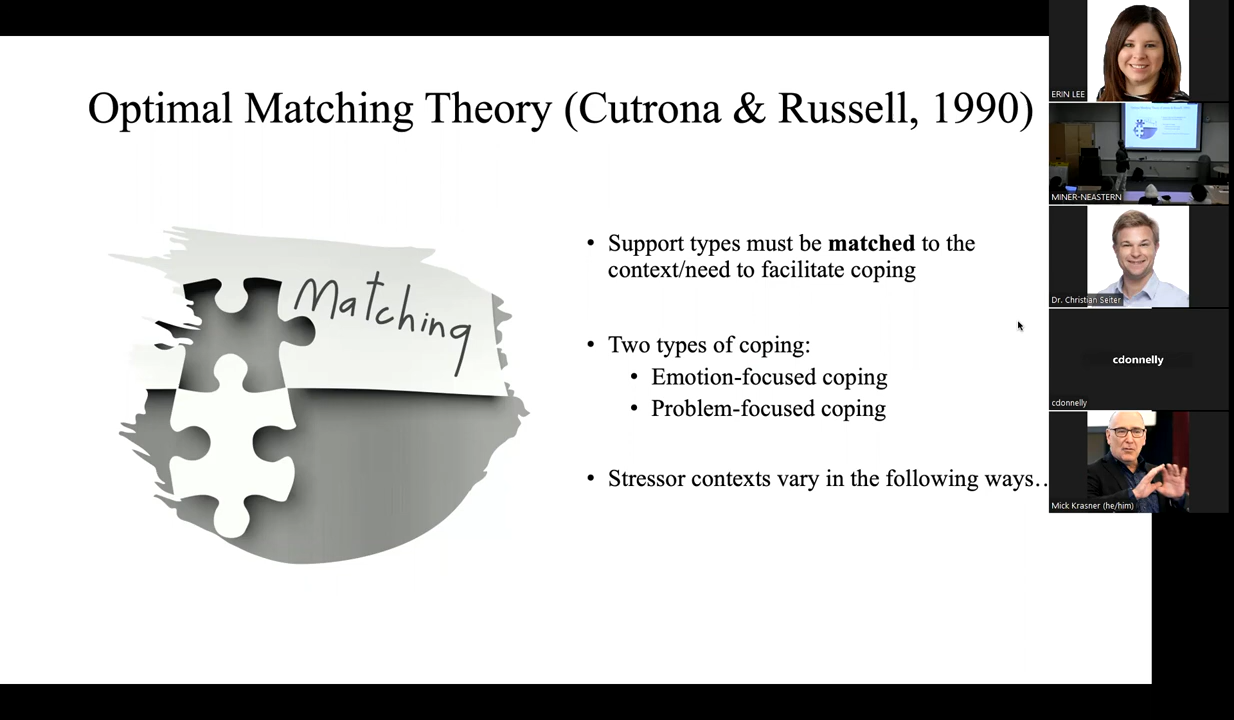 Optimal Matching Theory (Cutrona & Russell, 1990)
Matching
• Support types must be matched to the
context/need to facilitate coping
• Two types of coping:
• Emotion-focused coping
• Problem-focused coping
• Stressor contexts vary in the following ways..
ERIN LEE
MINER-NEASTERN
Dr. Christian Seiter
cdonnelly
cdonnelly
Mick Krasner (he/him)